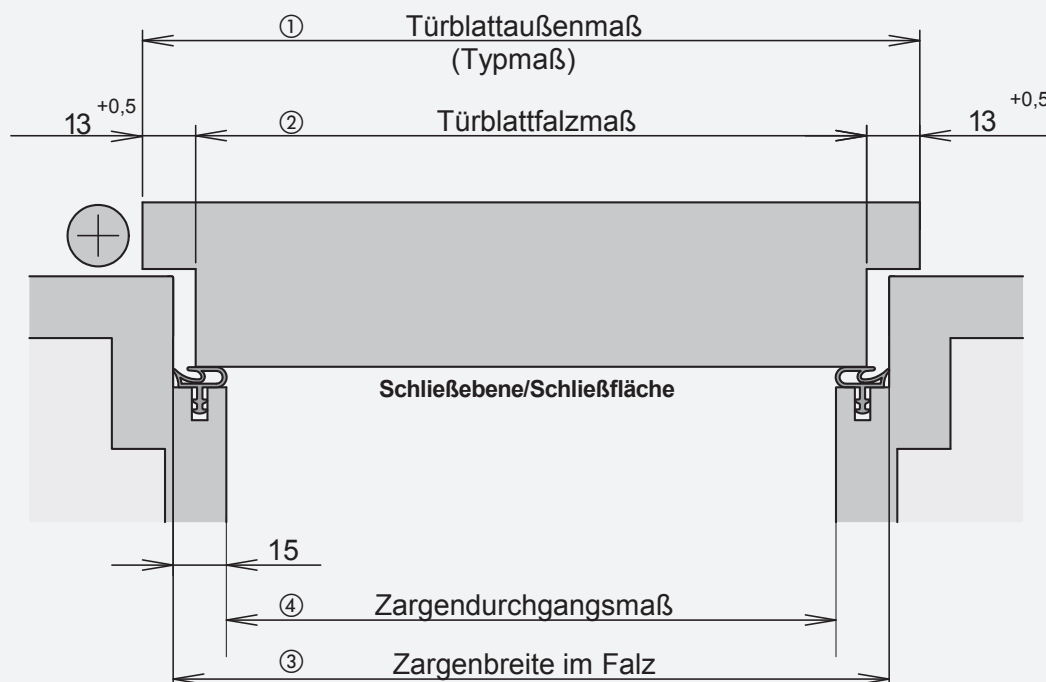 ① Türblattaußenmaß
(Typmaß)
13 +0,5 ② Türblattfalzmaß 13 +0,5
Schließebene/Schließfläche
15
④ Zargendurchgangsmaß
③ Zargenbreite im Falz